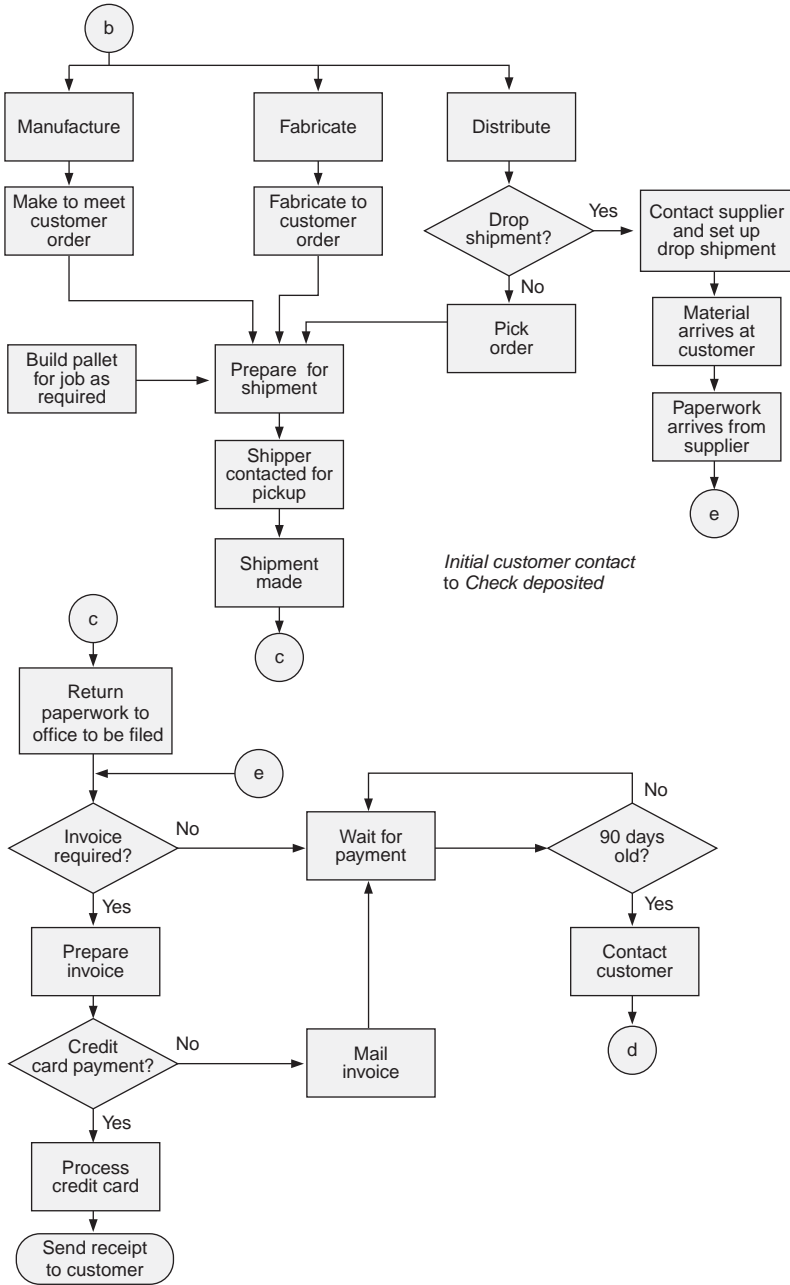 b
Manufacture
Fabricate
Distribute
Make to meet
customer
order
Fabricate to
customer
order
Drop
shipment?
Yes
Contact supplier
and set up
drop shipment
No
Pick
order
Material
arrives at
customer
Build pallet
for job as
required
Prepare for
shipment
Paperwork
arrives from
supplier
Shipper
contacted for
pickup
e
Shipment
made
Initial customer contact
to Check deposited
c
c
Return
paperwork to
office to be filed
e
Invoice
required?
No
Wait for
payment
90 days
old?
No
Yes
Yes
Prepare
invoice
Contact
customer
Credit
card payment?
No
Mail
invoice
d
Yes
Process
credit card
Send receipt
to customer